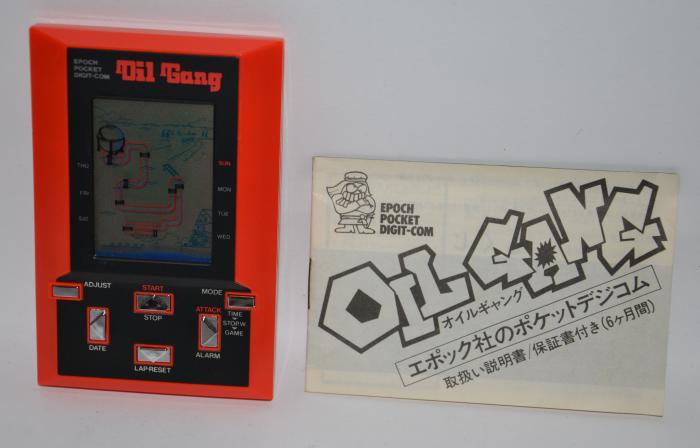 EPOCH
POCKET
DIGIT-COM
Oil Gang
THU
FRI
SAT
SUN
MON
TUE
WED
ADJUST
START
STOP
MODE
DATE
ATTACK
ALARM
TIME
STOP.W
GAME
LAP-RESET
EPOCH
POCKET
DIGIT-COM
OIL GANG
オイルギャング
エポック社のポケットデジコム
取扱い説明書/保証書付き(6ヶ月間)